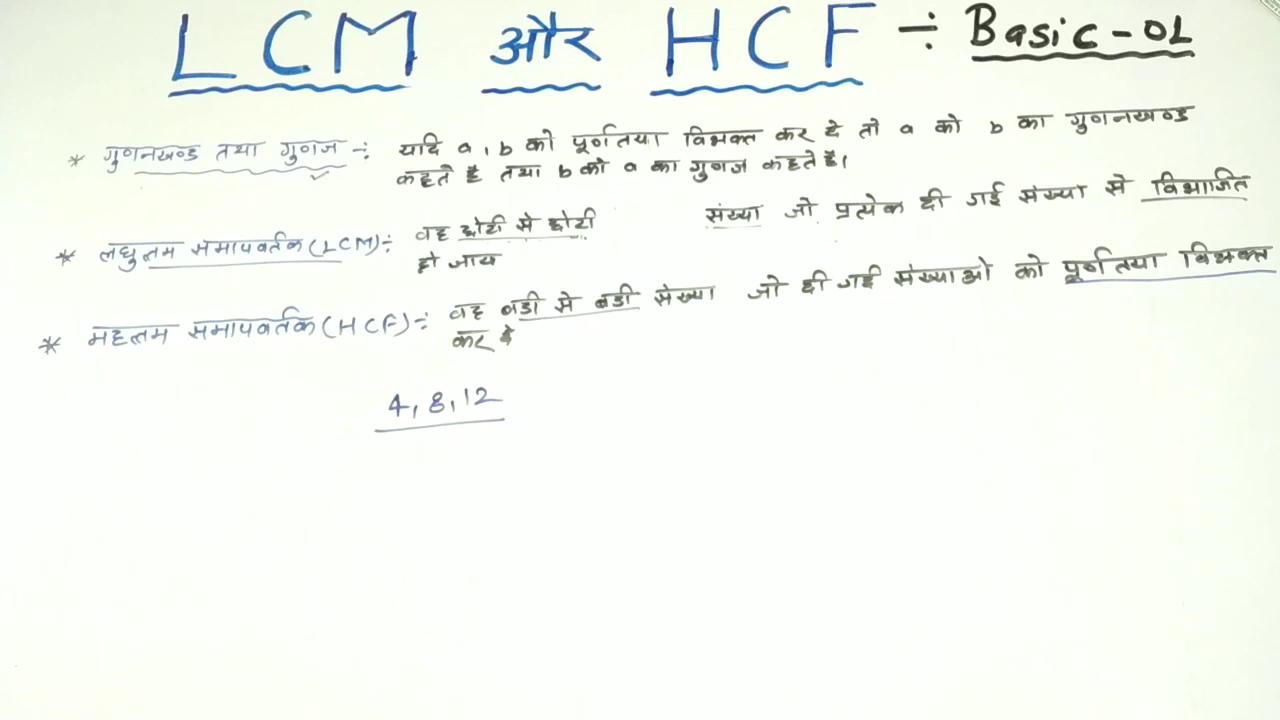 LCM और HCF ÷ Basic-01
* गुणनखण्ड तथा गुणज ÷ यदि a, b को पूर्णतया विभक्त कर दे तो a को b का गुणनखण्ड
कहते है तथा b को a का गुणज कहते है।
* लघुतम समापवर्तक (LCM) ÷ वह छोटी से छोटी संख्या जो प्रत्येक दी गई संख्या से विभाजित
हो जाय
* महत्तम समापवर्तक (HCF) ÷ वह बडी से बडी संख्या जो दी गई संख्याओ को पूर्णतया विभक्त
कर दे
4, 8, 12